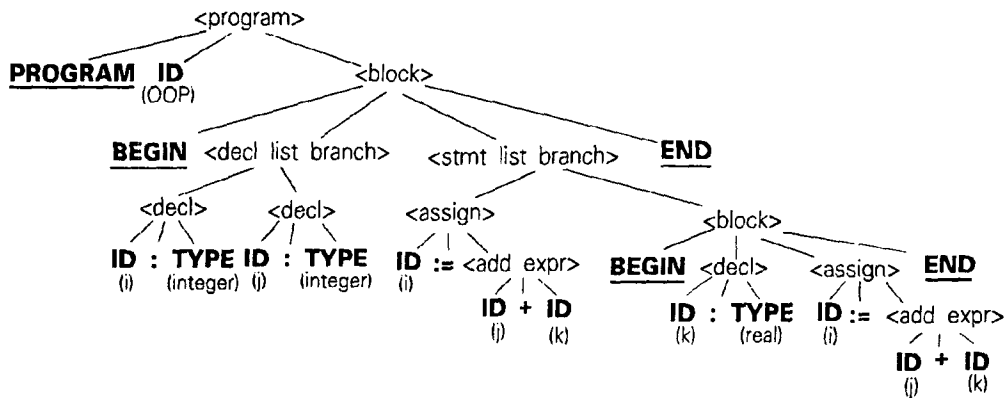 <program>
PROGRAM ID <block>
(OOP)
BEGIN <decl list branch> <stmt list branch> END
<decl> <decl> <assign> <block>
ID : TYPE ID : TYPE ID := <add expr> BEGIN <decl> <assign> END
(i) (integer) (j) (integer) (i)
ID + ID ID : TYPE ID := <add expr>
(j) (k) (k) (real) (i)
ID + ID
(j) (k)